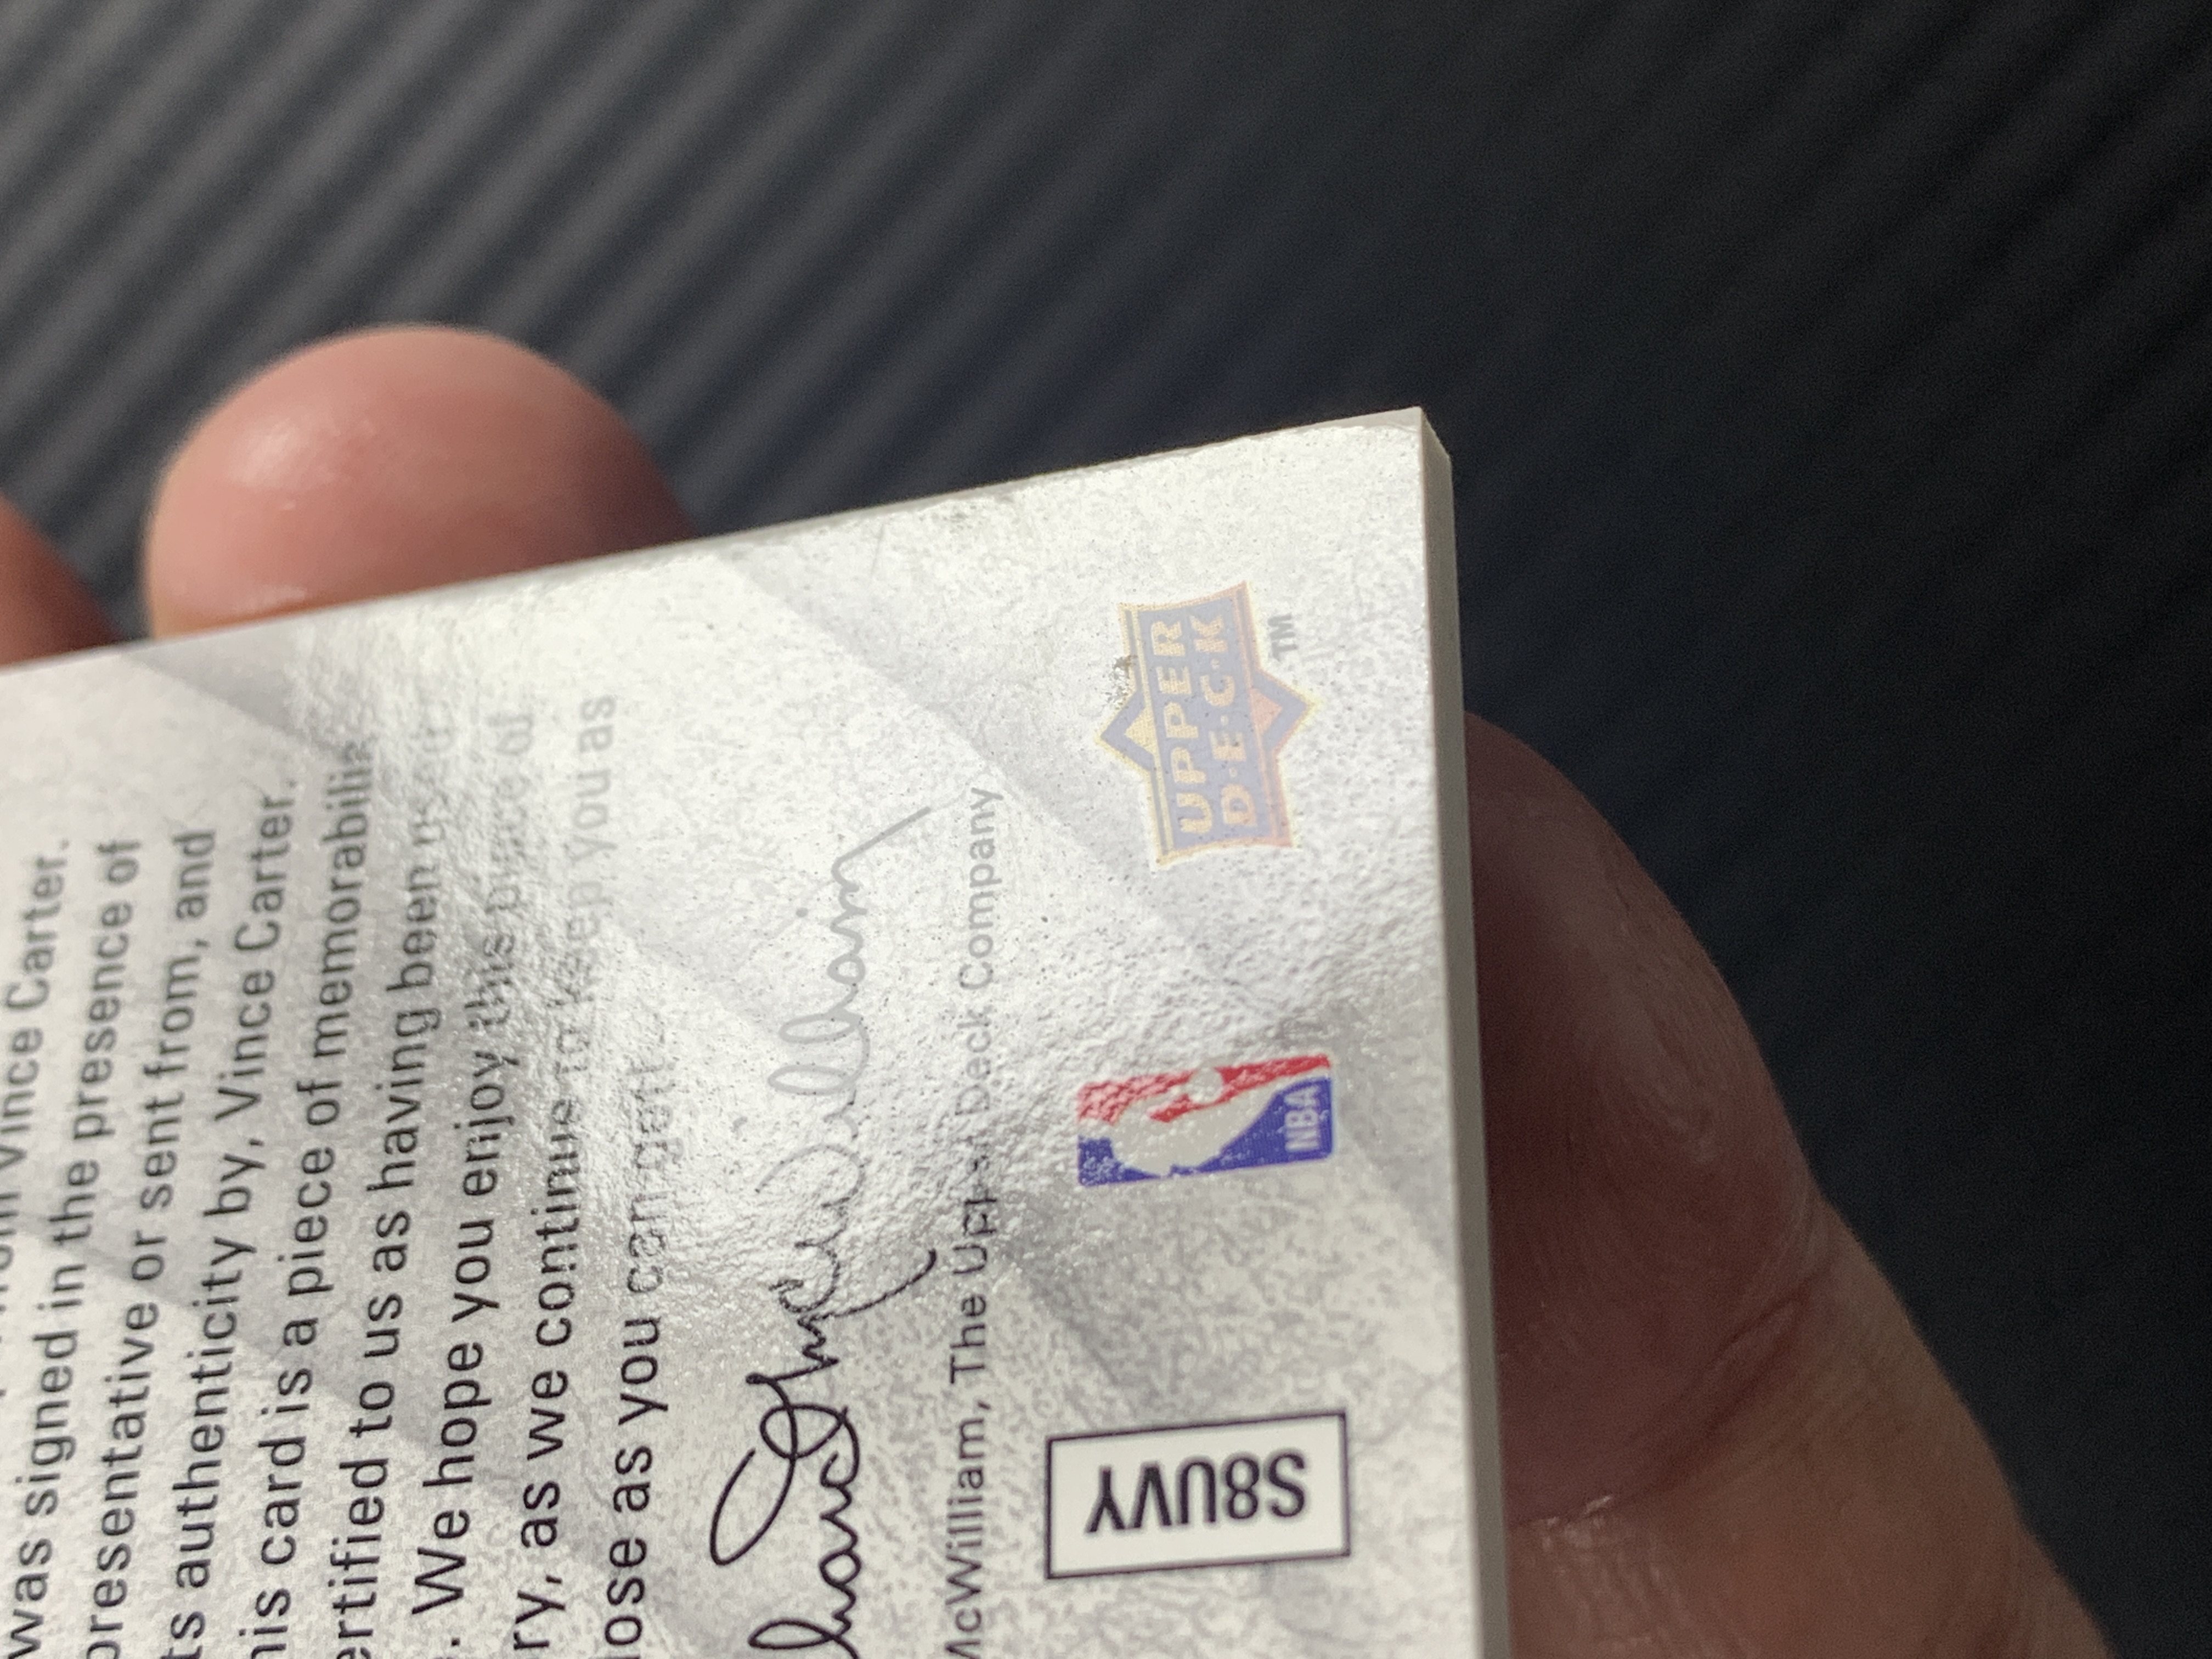 Vince Carter.
was signed in the presence of
presentative or sent from, and
ts authenticity by, Vince Carter.
his card is a piece of memorabilia
ertified to us as having been used
. We hope you enjoy this piece of
ry, as we continue to keep you as
lose as you can get.
McWilliam, The Upper Deck Company
UPPER
D·E·C·K
TM
NBA
S8UVY